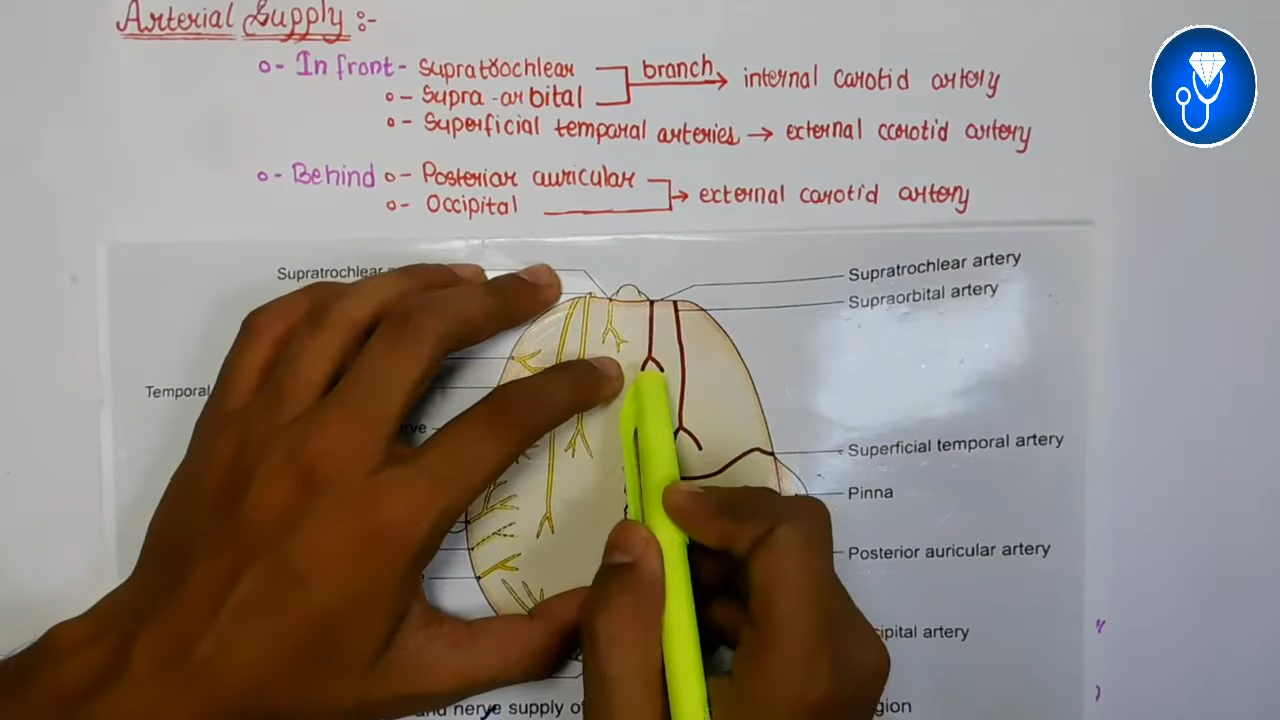 Arterial Supply :-
o- In front - Supratrochlear branch → internal carotid artery
o- Supra-orbital
o- Superficial temporal arteries → external carotid artery
o- Behind o- Posterior auricular → external carotid artery
o- Occipital
Supratrochlear
Supratrochlear artery
Supraorbital artery
Temporal
Superficial temporal artery
Pinna
Posterior auricular artery
artery
and nerve supply of